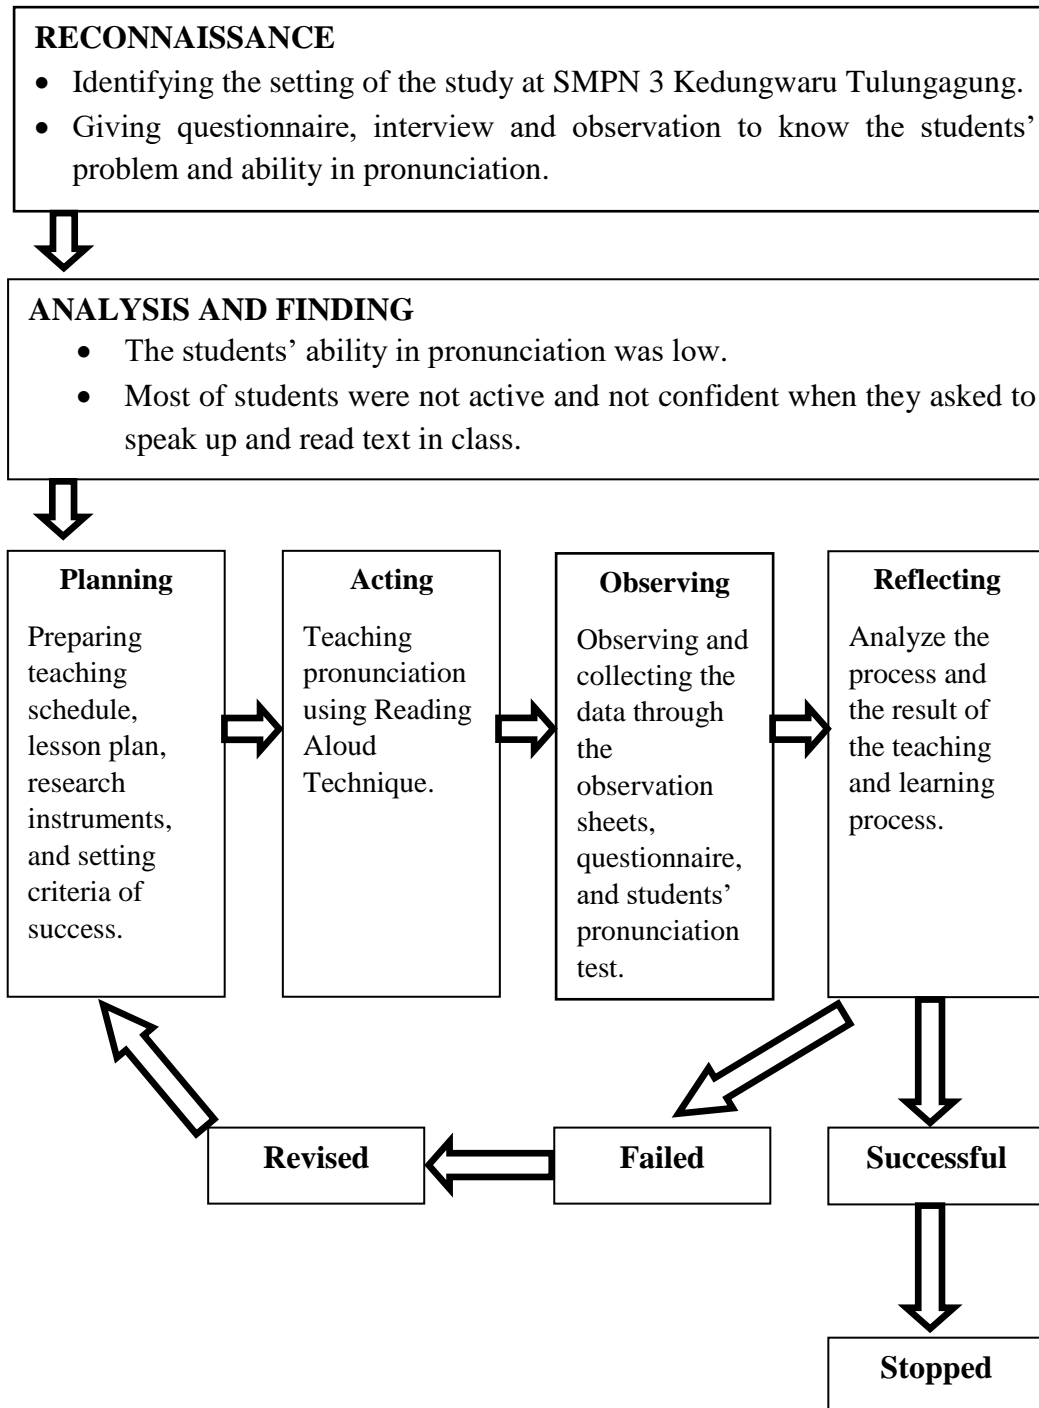 RECONNAISSANCE
• Identifying the setting of the study at SMPN 3 Kedungwaru Tulungagung.
• Giving questionnaire, interview and observation to know the students’
problem and ability in pronunciation.
ANALYSIS AND FINDING
• The students’ ability in pronunciation was low.
• Most of students were not active and not confident when they asked to
speak up and read text in class.
Planning
Preparing
teaching
schedule,
lesson plan,
research
instruments,
and setting
criteria of
success.
Acting
Teaching
pronunciation
using Reading
Aloud
Technique.
Observing
Observing and
collecting the
data through
the
observation
sheets,
questionnaire,
and students’
pronunciation
test.
Reflecting
Analyze the
process and
the result of
the teaching
and learning
process.
Revised
Failed
Successful
Stopped